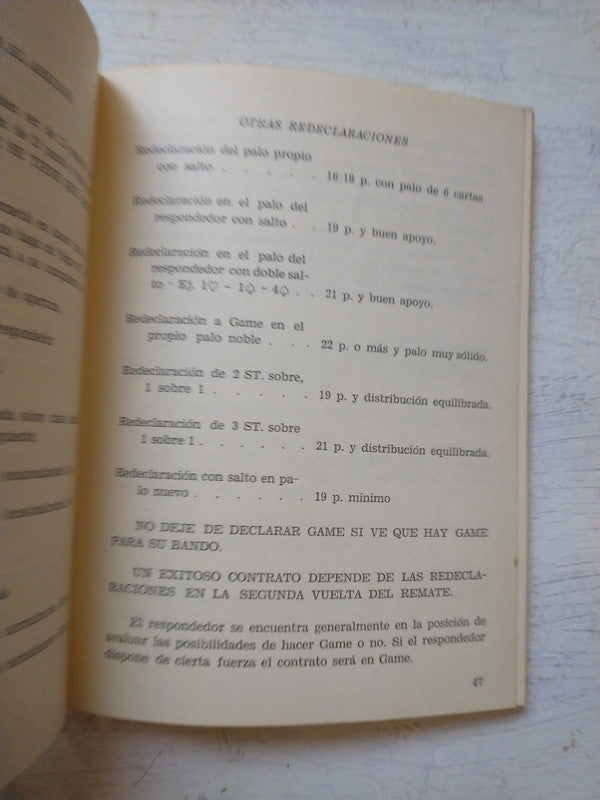 OTRAS REDECLARACIONES
Redeclaración del palo propio
con salto . . . . . 16-18 p. con palo de 6 cartas
Redeclaración en el palo del
respondedor con salto . . 19 p. y buen apoyo.
Redeclaración en el palo del
respondedor con doble sal-
to - Ej. 1♡ - 1♤ - 4♤ . . 21 p. y buen apoyo.
Redeclaración a Game en el
propio palo noble . . . 22 p. o más y palo muy sólido.
Redeclaración de 2 ST. sobre,
1 sobre 1 . . . . . 19 p. y distribución equilibrada.
Redeclaración de 3 ST. sobre
1 sobre 1 . . . . . 21 p. y distribución equilibrada.
Redeclaración con salto en pa-
lo nuevo . . . . . 19 p. mínimo
NO DEJE DE DECLARAR GAME SI VE QUE HAY GAME
PARA SU BANDO.
UN EXITOSO CONTRATO DEPENDE DE LAS REDECLA-
RACIONES EN LA SEGUNDA VUELTA DEL REMATE.
El respondedor se encuentra generalmente en la posición de
evaluar las posibilidades de hacer Game o no. Si el respondedor
dispone de cierta fuerza el contrato será en Game.
47